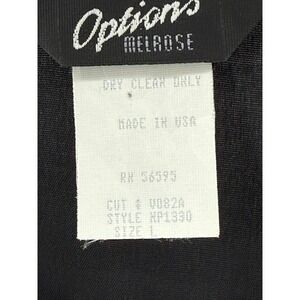 Options
MELROSE
DRY CLEAN ONLY
MADE IN USA
RN 56595
CUT # V082A
STYLE XP1330
SIZE L